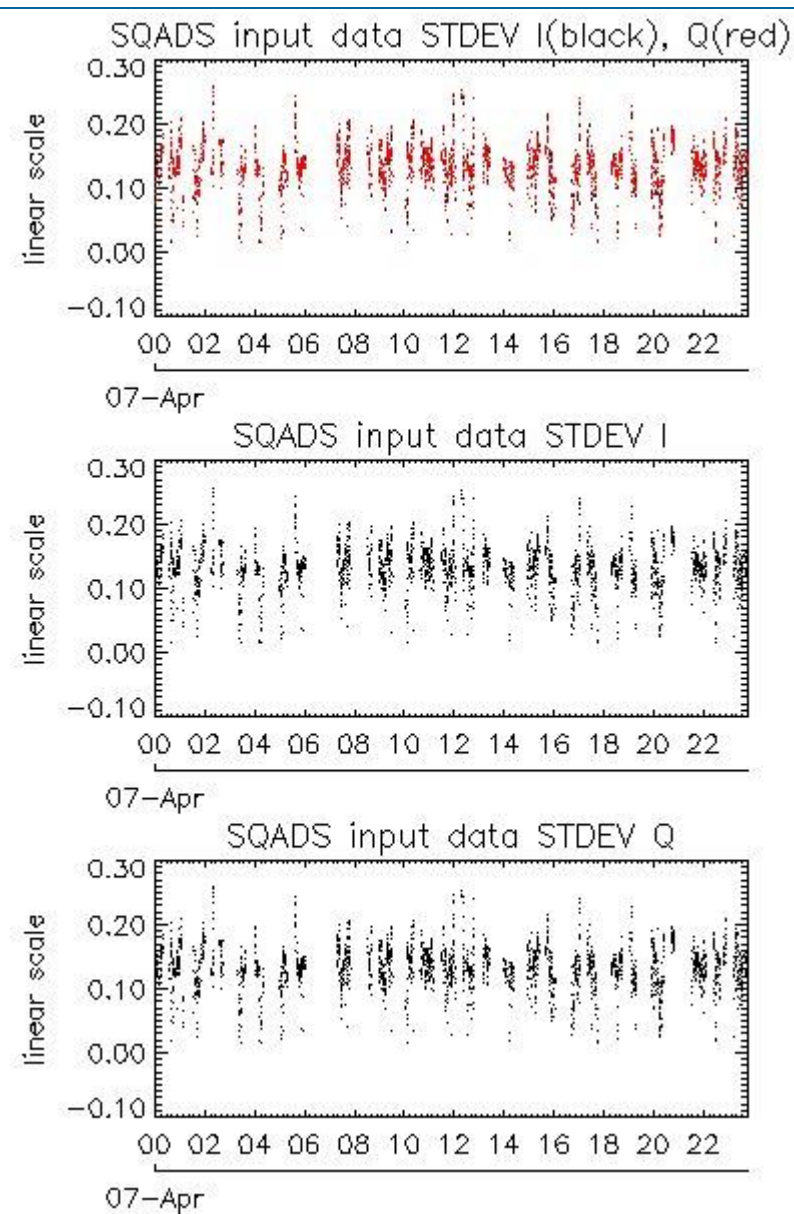 SQADS input data STDEV I(black), Q(red)
0.30
0.20
0.10
0.00
-0.10
linear scale
00 02 04 06 08 10 12 14 16 18 20 22
07-Apr
SQADS input data STDEV I
0.30
0.20
0.10
0.00
-0.10
linear scale
00 02 04 06 08 10 12 14 16 18 20 22
07-Apr
SQADS input data STDEV Q
0.30
0.20
0.10
0.00
-0.10
linear scale
00 02 04 06 08 10 12 14 16 18 20 22
07-Apr